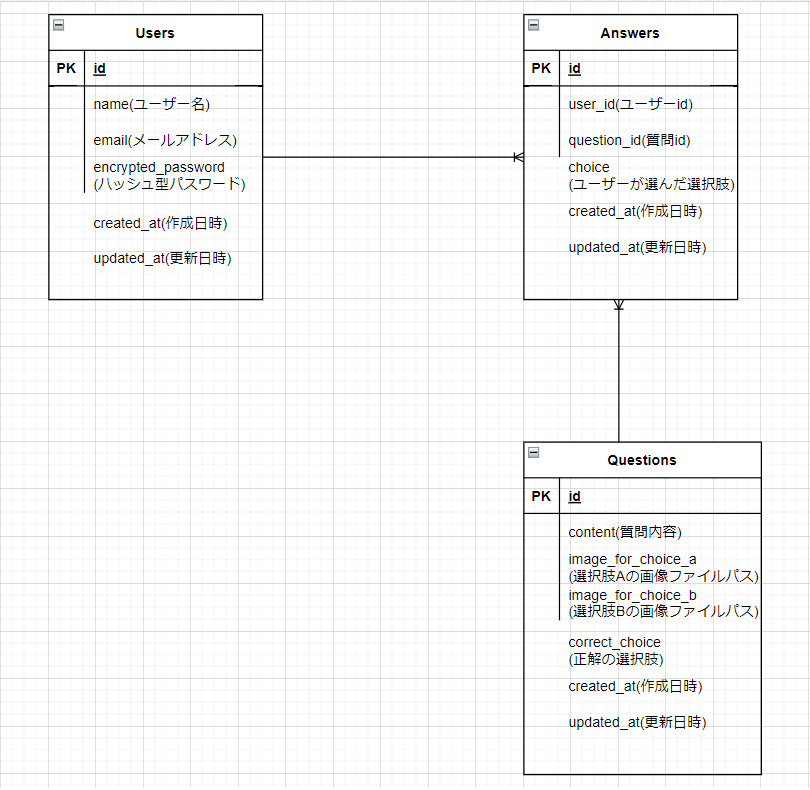 Users
PK id
name(ユーザー名)
email(メールアドレス)
encrypted_password
(ハッシュ型パスワード)
created_at(作成日時)
updated_at(更新日時)
Answers
PK id
user_id(ユーザーid)
question_id(質問id)
choice
(ユーザーが選んだ選択肢)
created_at(作成日時)
updated_at(更新日時)
Questions
PK id
content(質問内容)
image_for_choice_a
(選択肢Aの画像ファイルパス)
image_for_choice_b
(選択肢Bの画像ファイルパス)
correct_choice
(正解の選択肢)
created_at(作成日時)
updated_at(更新日時)